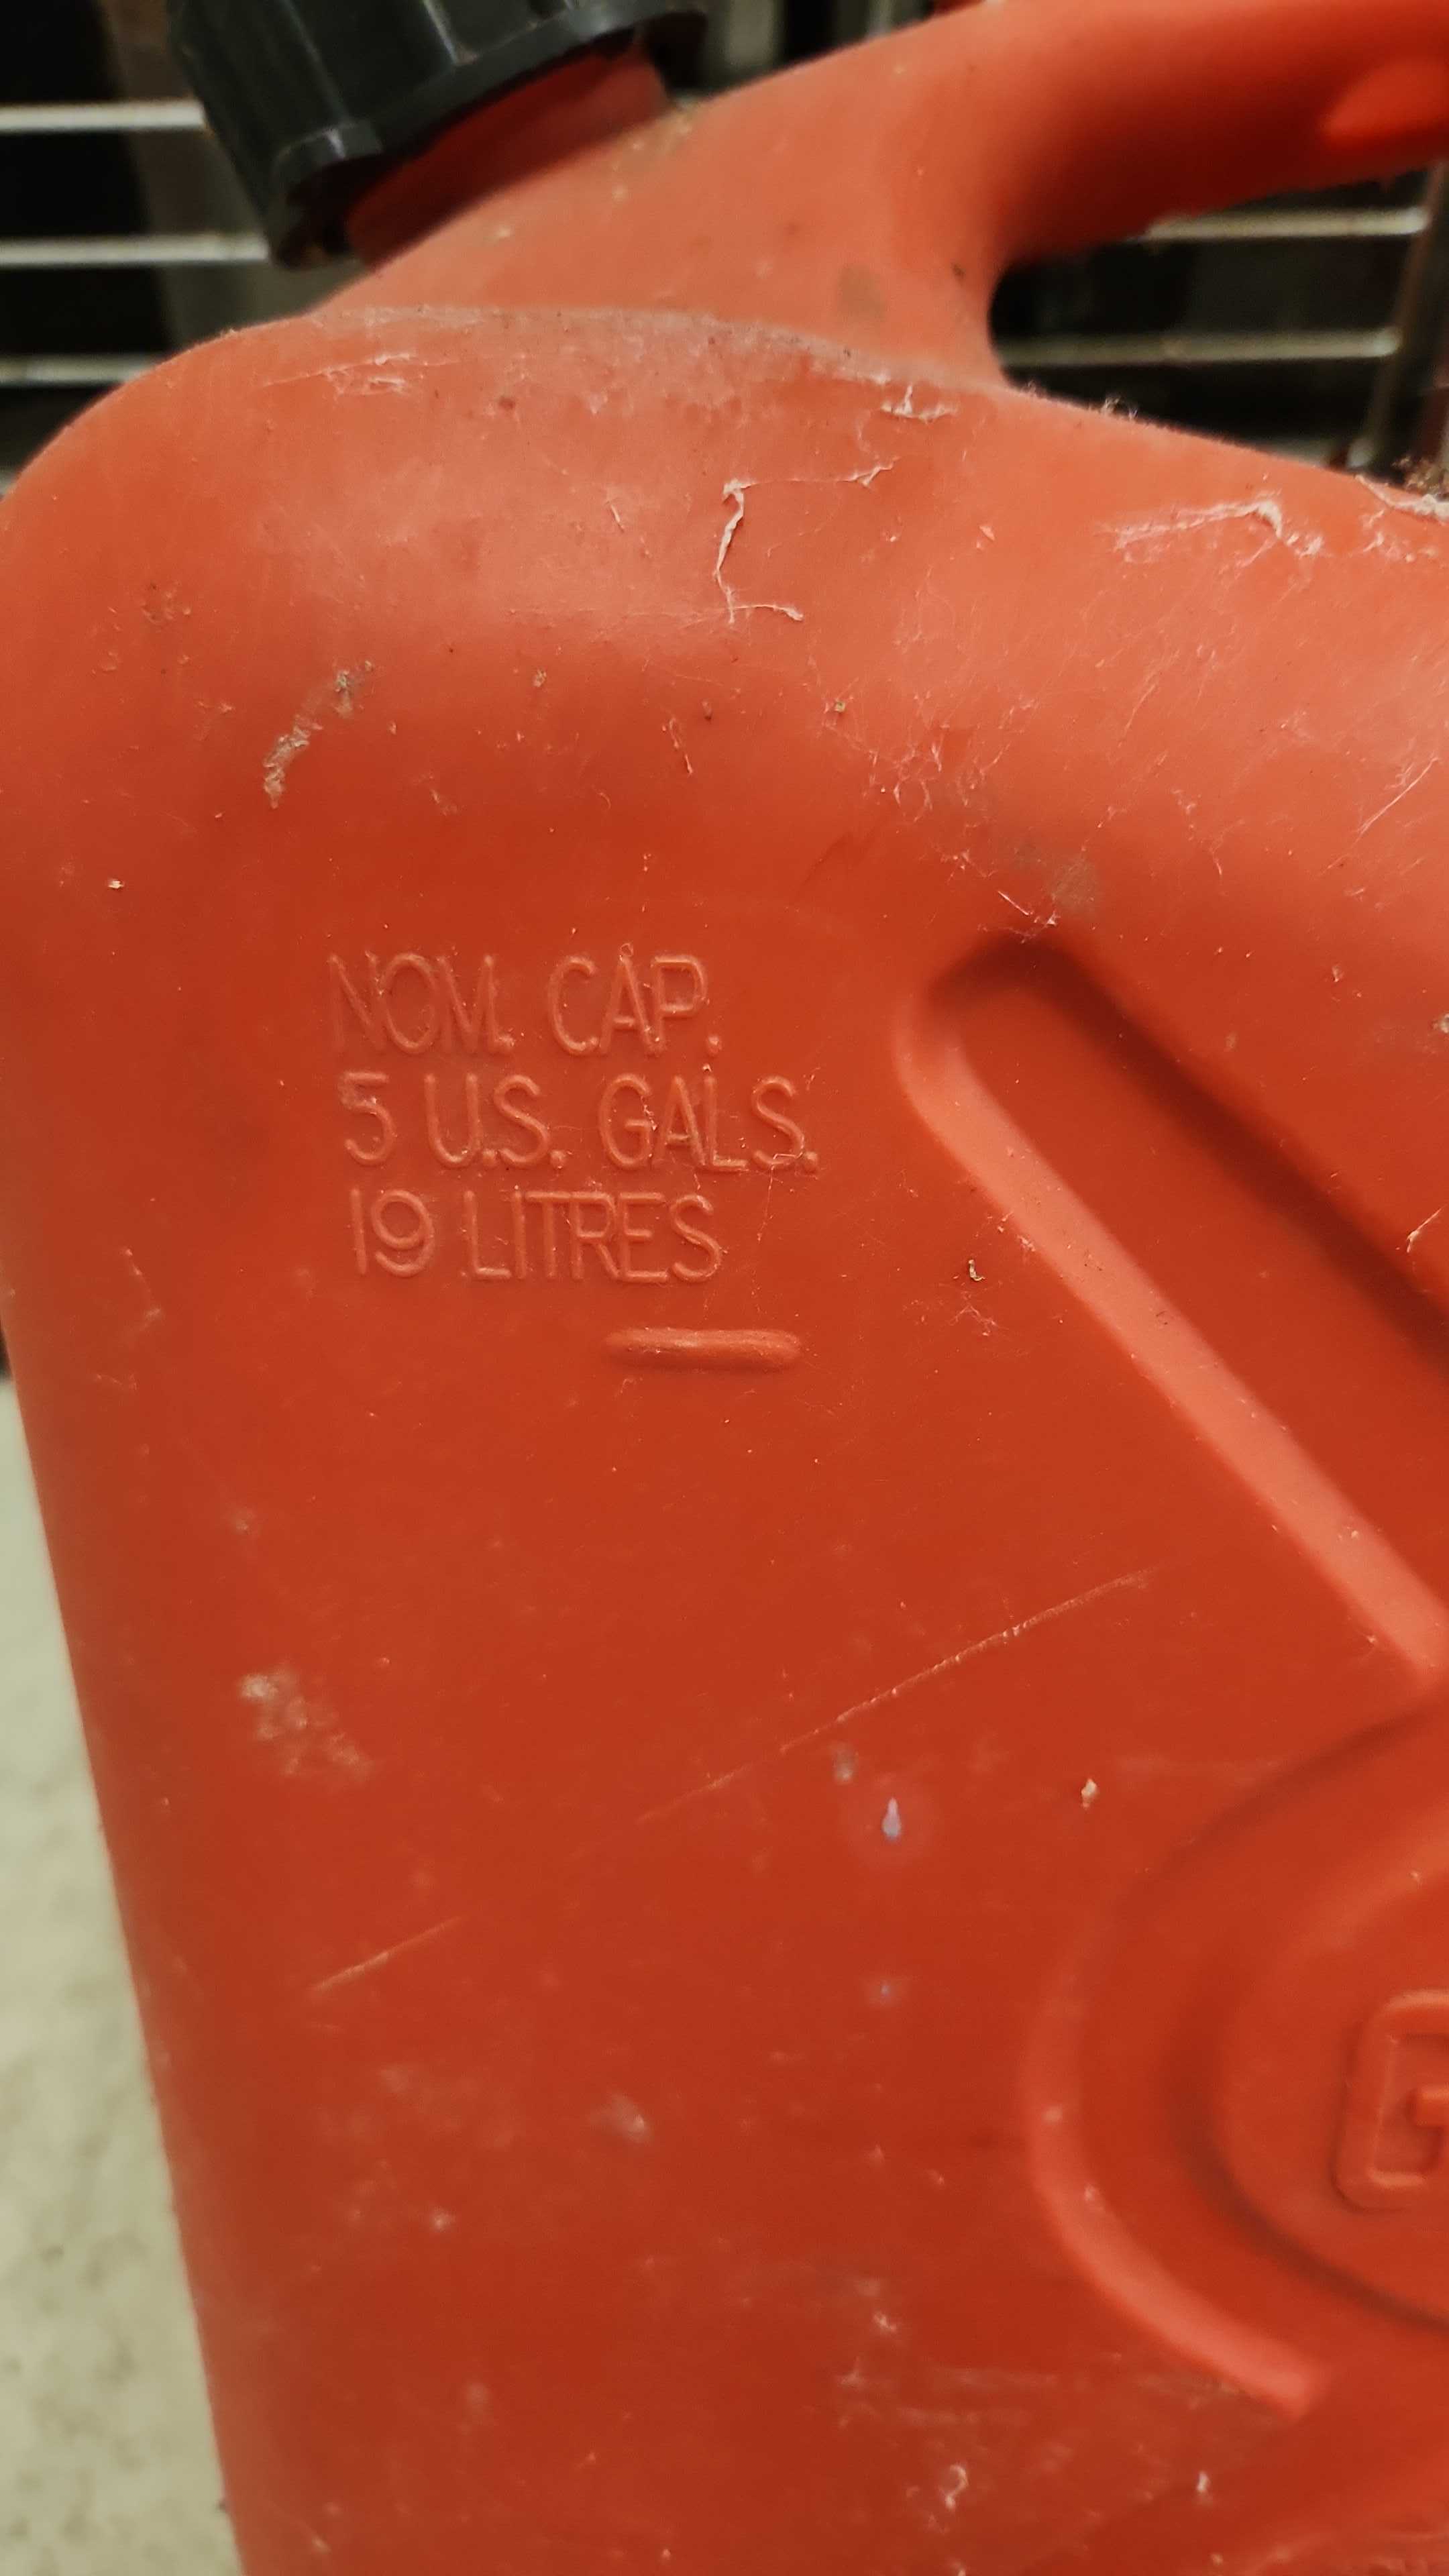 NOM. CAP.
5 U.S. GALS.
19 LITRES